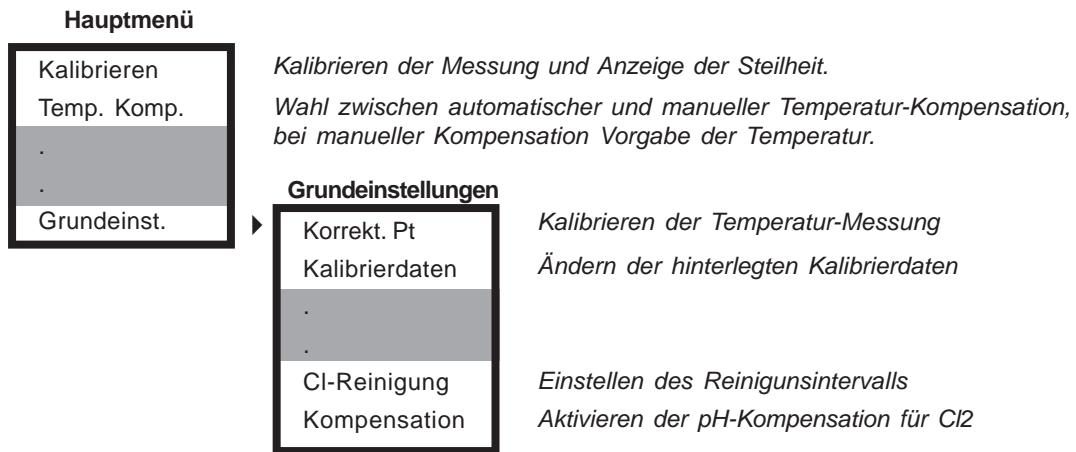 Hauptmenü
Kalibrieren
Kalibrieren der Messung und Anzeige der Steilheit.
Temp. Komp.
Wahl zwischen automatischer und manueller Temperatur-Kompensation,
bei manueller Kompensation Vorgabe der Temperatur.
.
.
Grundeinst.
Grundeinstellungen
Korrekt. Pt
Kalibrieren der Temperatur-Messung
Kalibrierdaten
Ändern der hinterlegten Kalibrierdaten
.
.
Cl-Reinigung
Einstellen des Reinigunsintervalls
Kompensation
Aktivieren der pH-Kompensation für Cl2